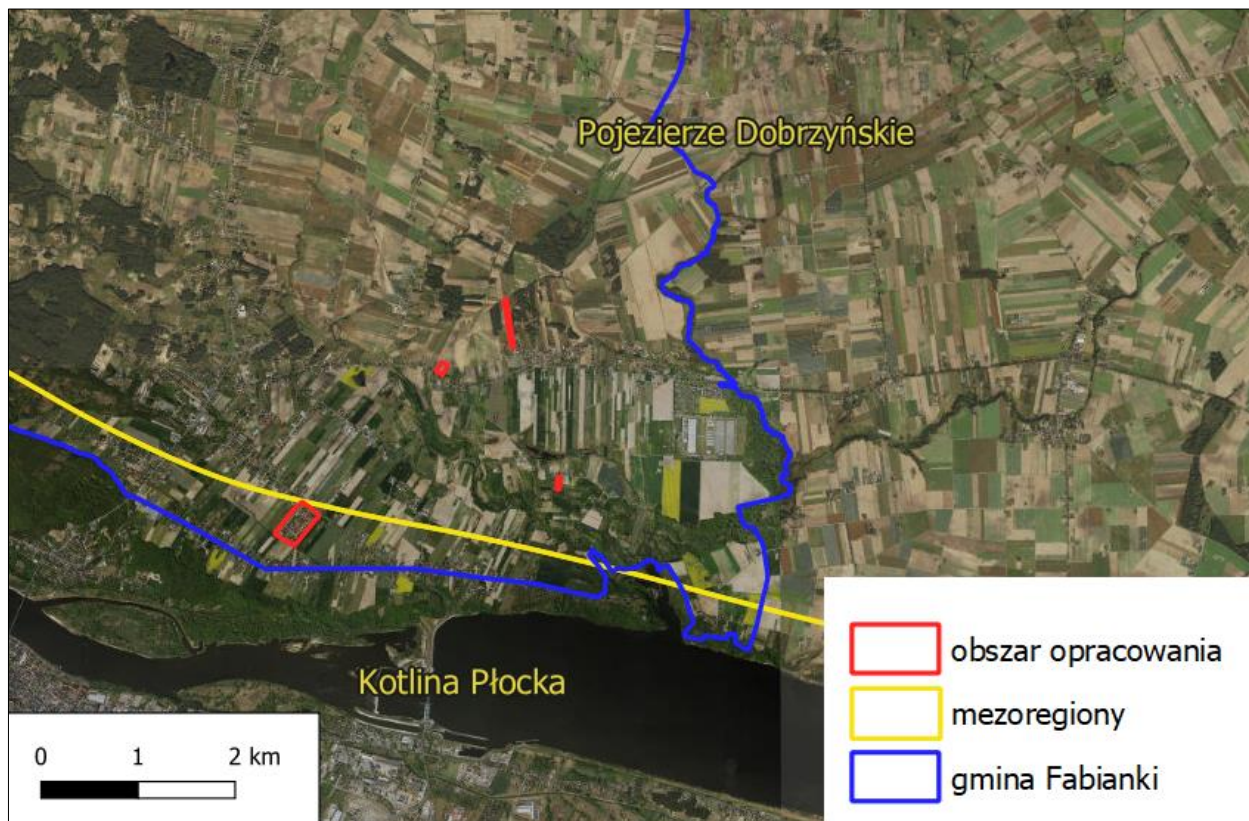 Pojezierze Dobrzyńskie
Kotlina Płocka
0 1 2 km
obszar opracowania
mezoregiony
gmina Fabianki